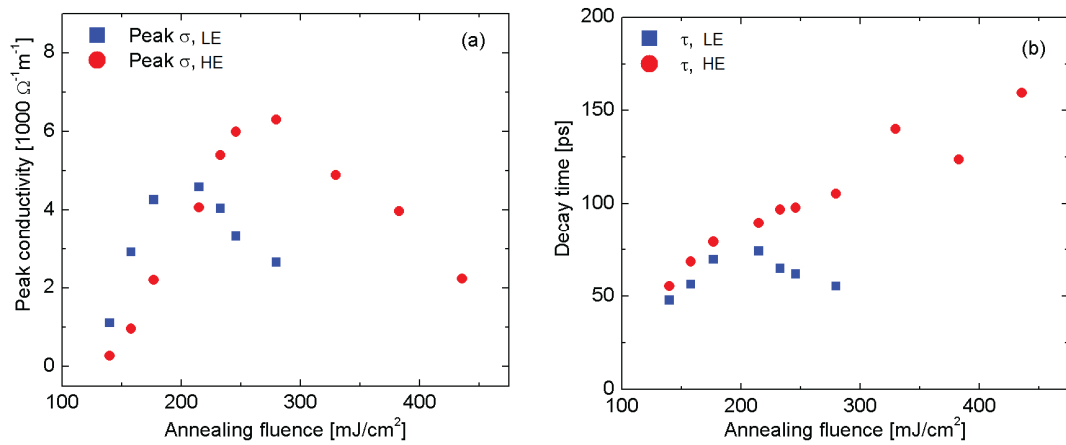 Peak σ, LE
Peak σ, HE
(a)
8
6
4
2
0
Peak conductivity [1000 Ω⁻¹m⁻¹]
100 200 300 400
Annealing fluence [mJ/cm²]
τ, LE
τ, HE
(b)
200
150
100
50
0
Decay time [ps]
100 200 300 400
Annealing fluence [mJ/cm²]